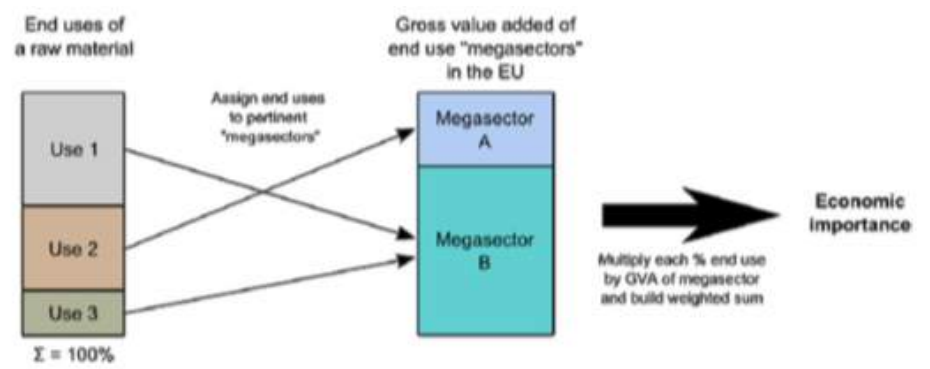 End uses of
a raw material
Use 1
Use 2
Use 3
Σ = 100%
Assign end uses
to pertinent
"megasectors"
Gross value added of
end use "megasectors"
in the EU
Megasector
A
Megasector
B
Multiply each % end use
by GVA of megasector
and build weighted sum
Economic
importance